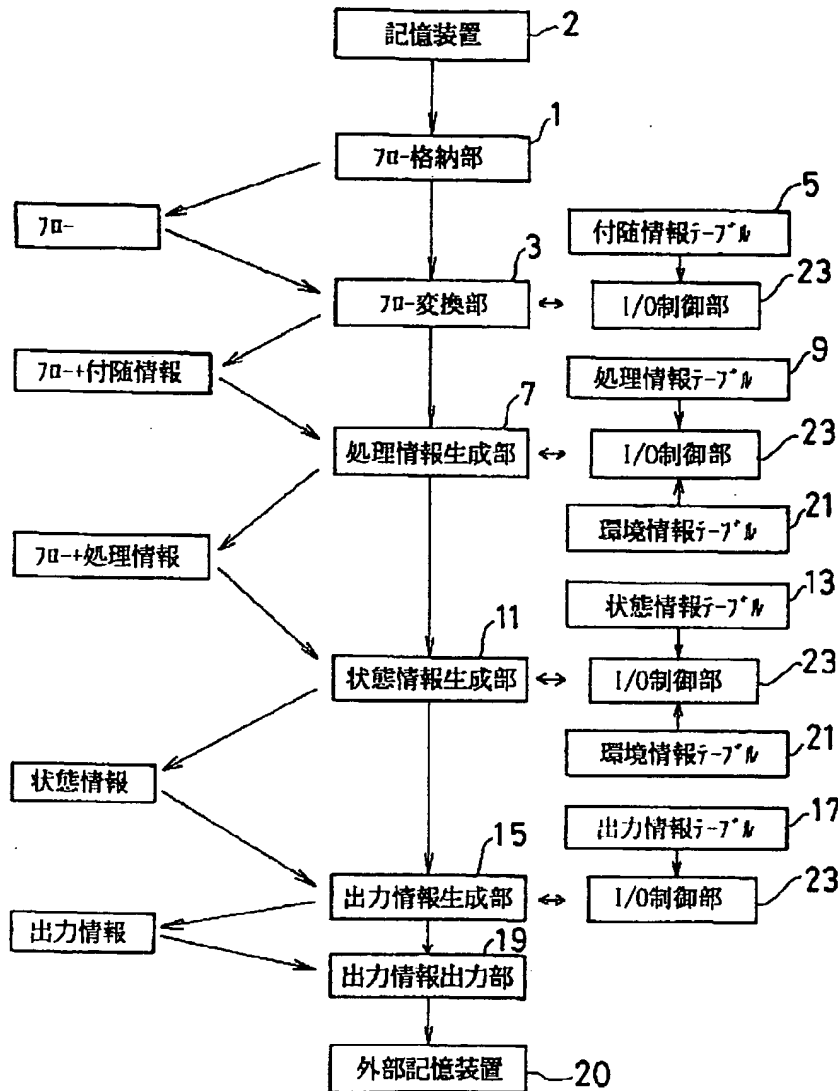 記憶装置
2
1
フロー格納部
5
フロー
付随情報テーブル
3
23
フロー変換部
I/O制御部
9
フロー+付随情報
処理情報テーブル
7
23
処理情報生成部
I/O制御部
21
環境情報テーブル
フロー+処理情報
13
状態情報テーブル
11
23
状態情報生成部
I/O制御部
21
状態情報
環境情報テーブル
17
出力情報テーブル
15
23
出力情報生成部
I/O制御部
出力情報
19
出力情報出力部
外部記憶装置
20